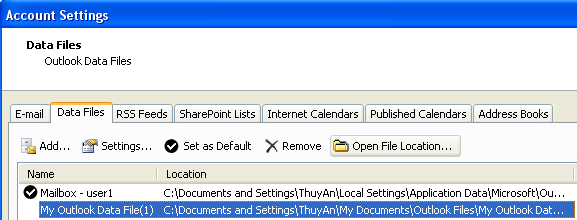 Account Settings
Data Files
Outlook Data Files
E-mail Data Files RSS Feeds SharePoint Lists Internet Calendars Published Calendars Address Books
Add... Settings... Set as Default Remove Open File Location...
Name Location
Mailbox - user1 C:\Documents and Settings\ThuyAn\Local Settings\Application Data\Microsoft\Ou...
My Outlook Data File(1) C:\Documents and Settings\ThuyAn\My Documents\Outlook Files\My Outlook Dat...